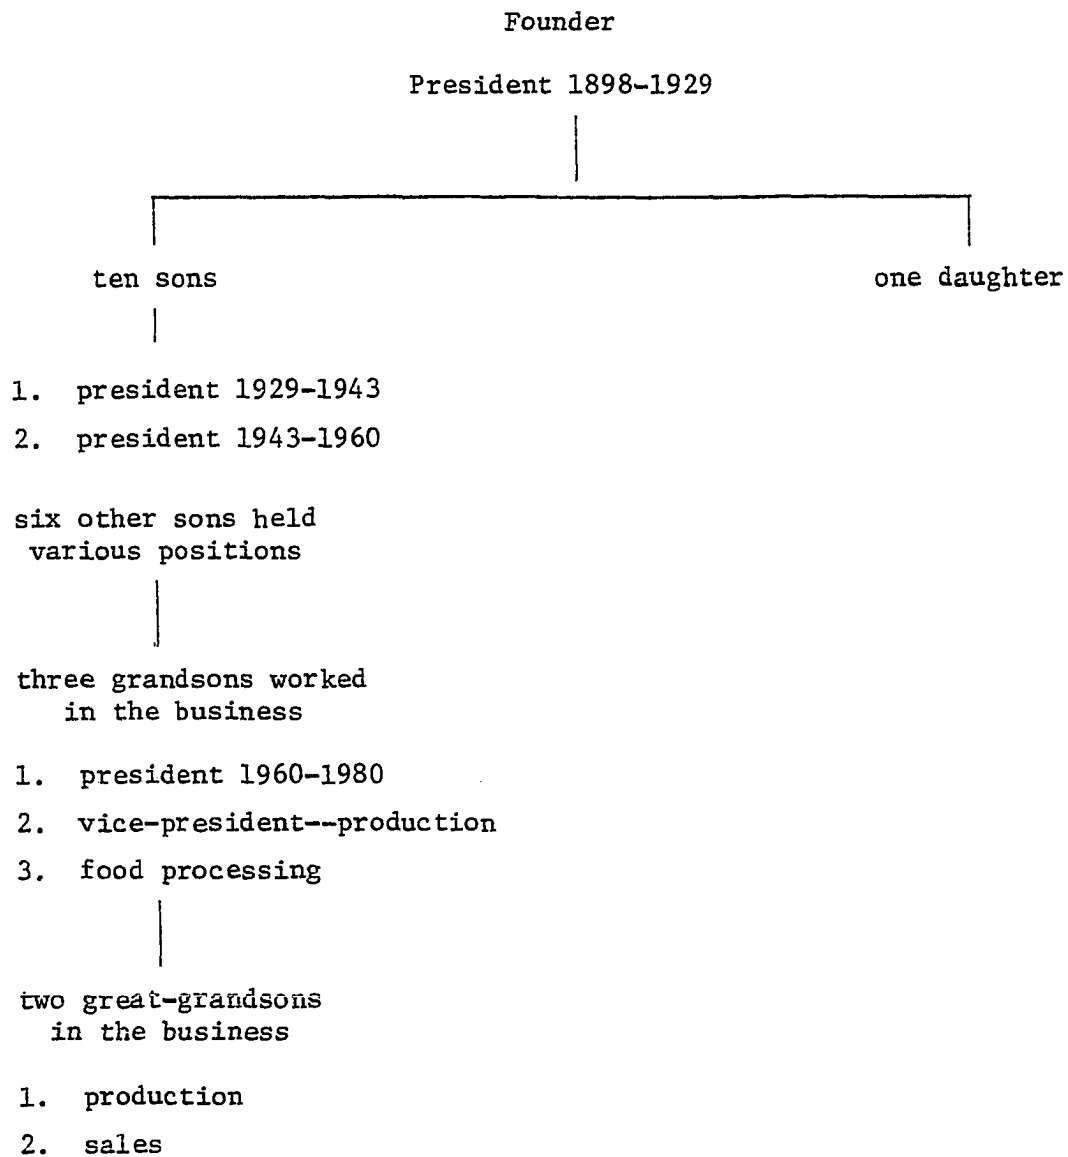 Founder
President 1898-1929
ten sons
one daughter
1. president 1929-1943
2. president 1943-1960
six other sons held
various positions
three grandsons worked
in the business
1. president 1960-1980
2. vice-president--production
3. food processing
two great-grandsons
in the business
1. production
2. sales